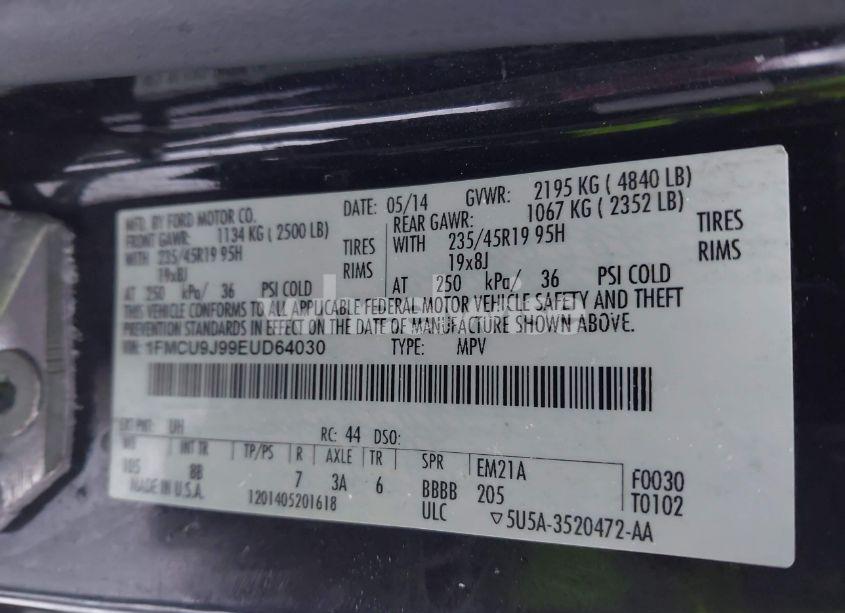 MFD. BY FORD MOTOR CO.
DATE: 05/14 GVWR: 2195 KG ( 4840 LB)
FRONT GAWR: 1134 KG ( 2500 LB)
WITH 235/45R19 95H TIRES
19x8J RIMS
AT 250 kPa/ 36 PSI COLD
REAR GAWR: 1067 KG ( 2352 LB)
WITH 235/45R19 95H TIRES
19x8J RIMS
AT 250 kPa/ 36 PSI COLD
THIS VEHICLE CONFORMS TO ALL APPLICABLE FEDERAL MOTOR VEHICLE SAFETY AND THEFT
PREVENTION STANDARDS IN EFFECT ON THE DATE OF MANUFACTURE SHOWN ABOVE.
VIN: 1FMCU9J99EUD64030 TYPE: MPV
EXT PNT: UH RC: 44 DSO:
WB INT TR TP/PS R AXLE TR SPR EM21A F0030
105 8B 7 3A 6 BBBB 205 T0102
MADE IN U.S.A. 1201405201618 ULC ▽5U5A-3520472-AA